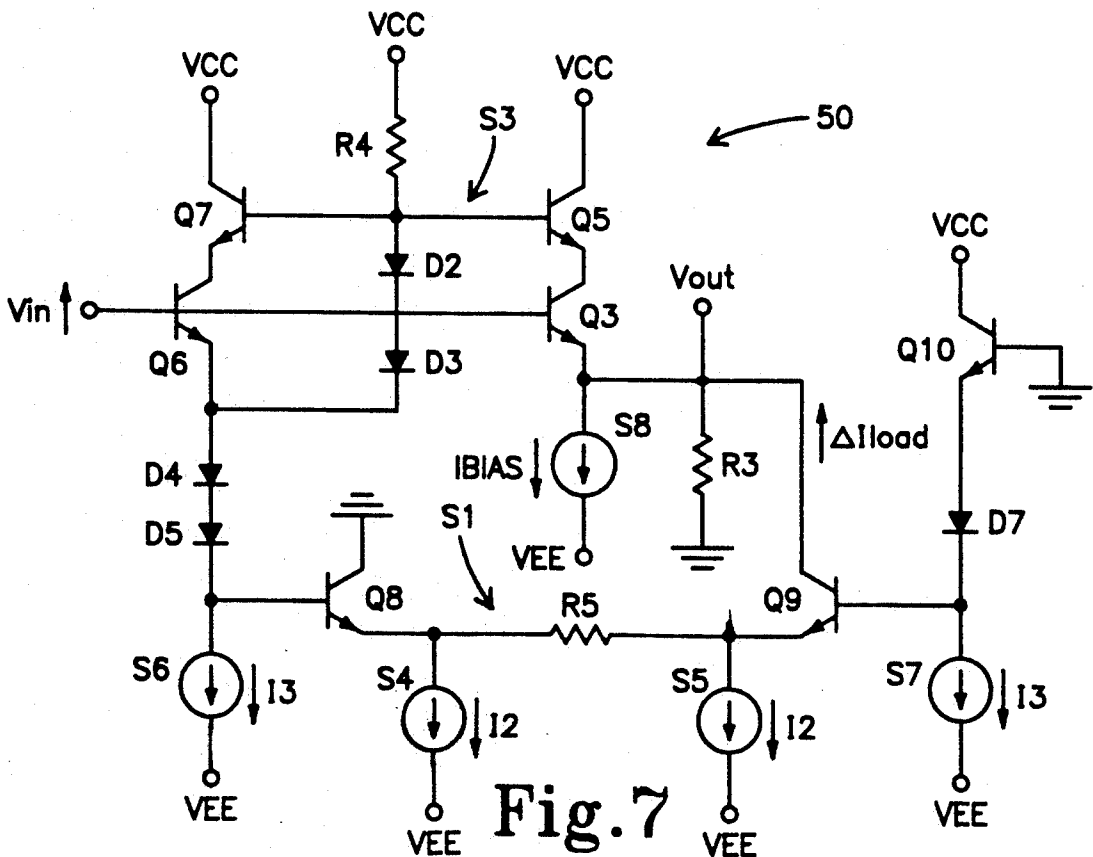 VCC
VCC
VCC
S3
50
R4
Q7
Q5
VCC
D2
Vout
Vin
Q3
Q10
Q6
D3
S8
ΔIload
IBIAS
R3
D4
S1
D7
D5
VEE
Q8
R5
Q9
S6
I3
S4
I2
S5
I2
S7
I3
VEE
VEE
Fig.7
VEE
VEE